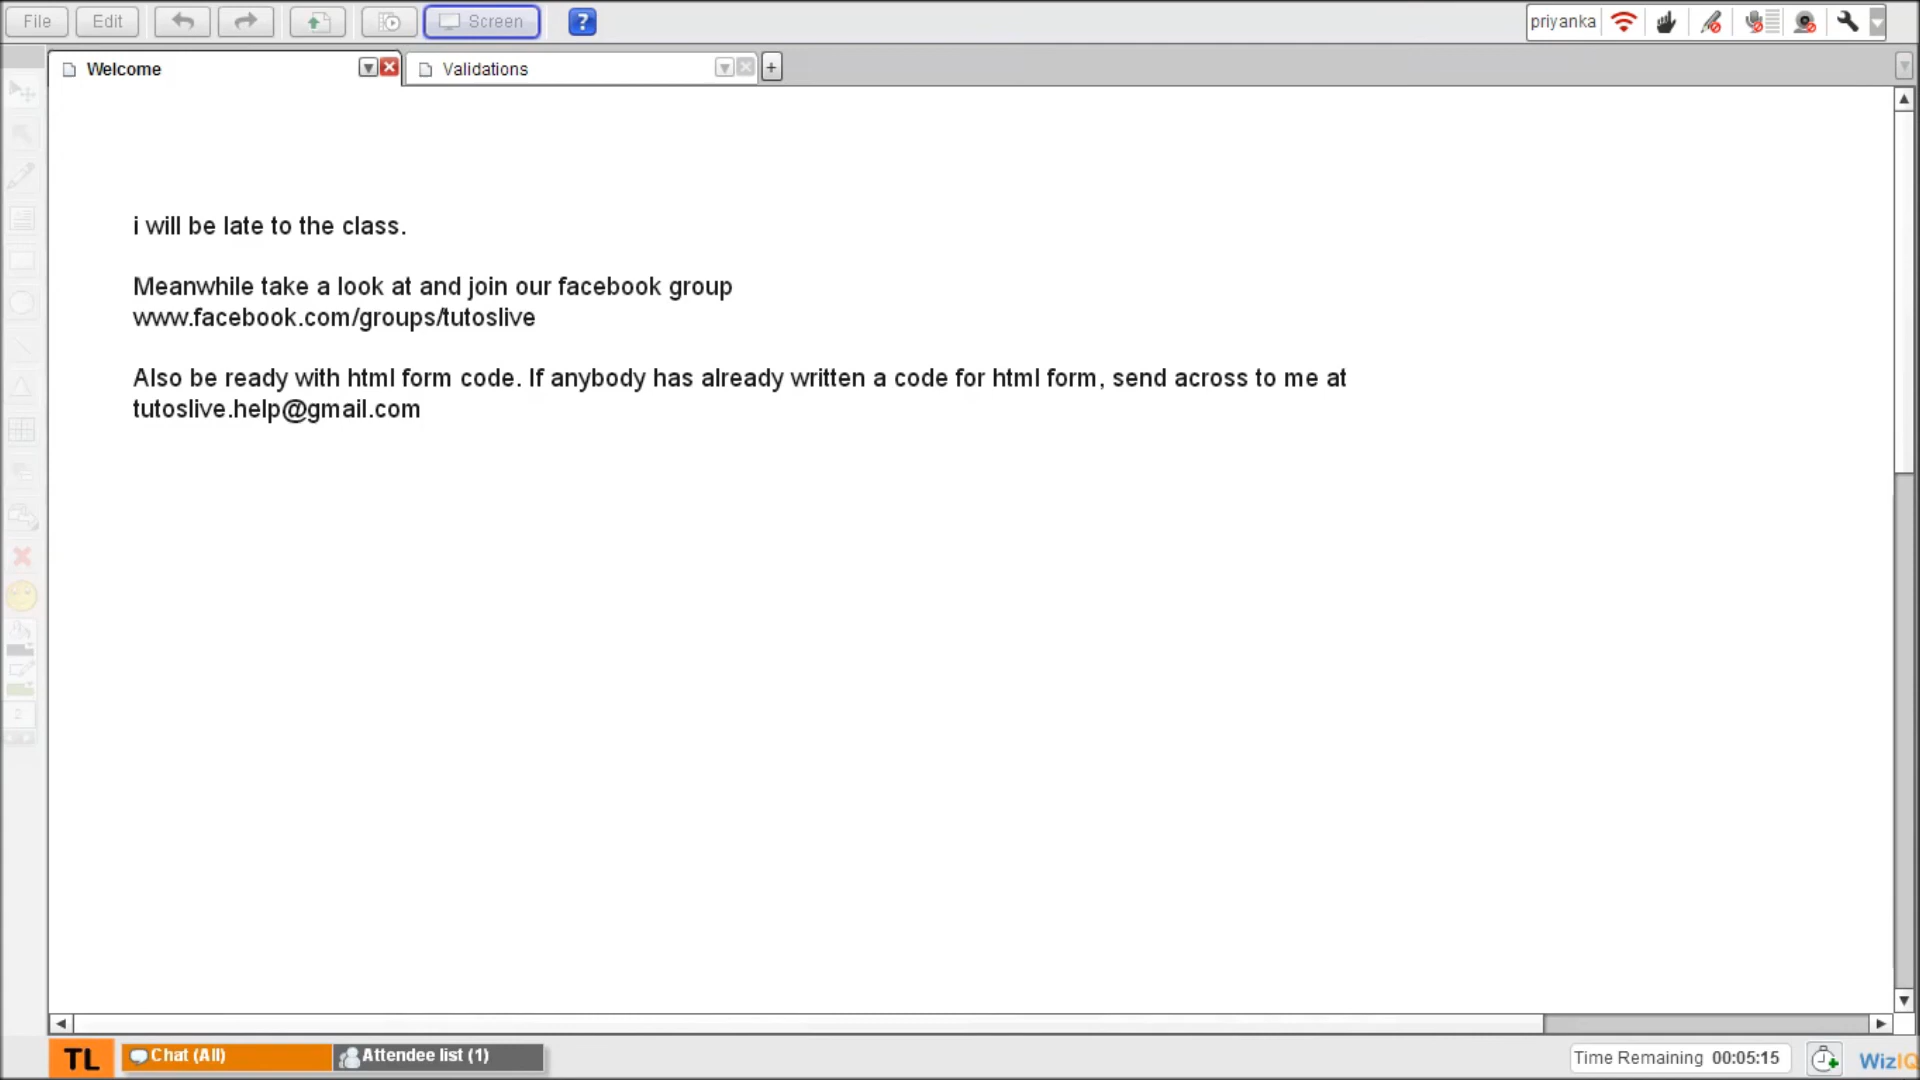 File Edit Screen ? priyanka
Welcome Validations +
i will be late to the class.
Meanwhile take a look at and join our facebook group
www.facebook.com/groups/tutoslive
Also be ready with html form code. If anybody has already written a code for html form, send across to me at
tutoslive.help@gmail.com
2
TL Chat (All) Attendee list (1) Time Remaining 00:05:15 WizIQ